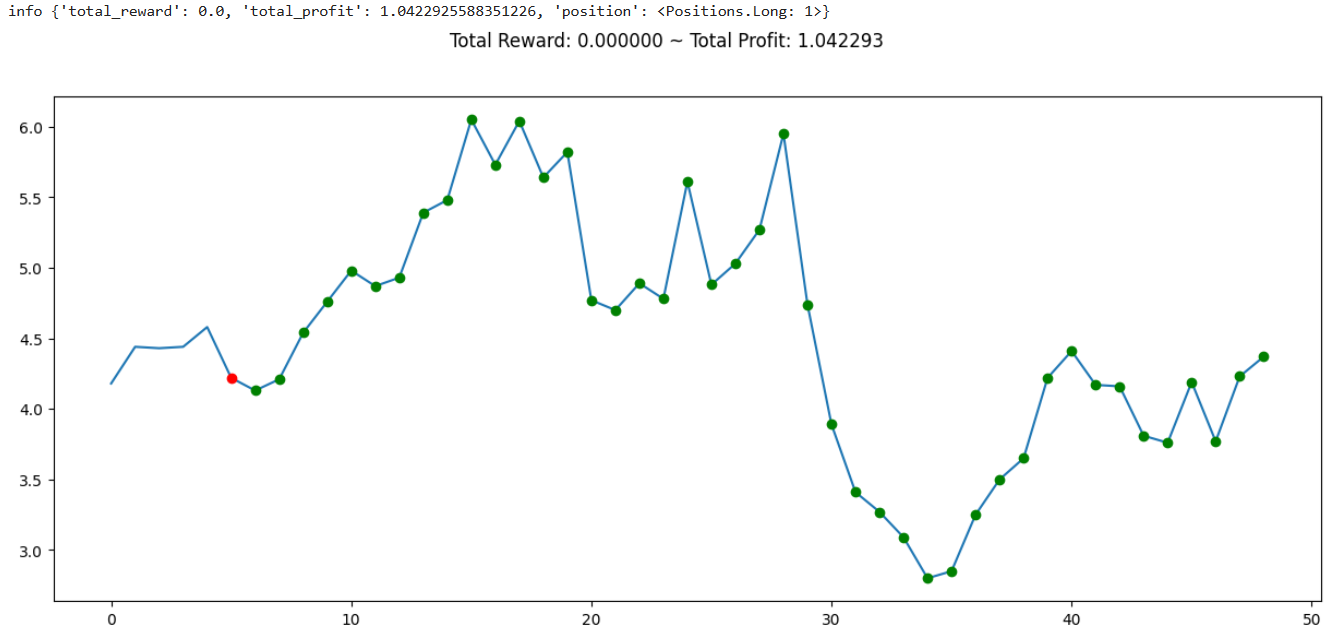 info {'total_reward': 0.0, 'total_profit': 1.0422925588351226, 'position': <Positions.Long: 1>}
Total Reward: 0.000000 ~ Total Profit: 1.042293
6.0
5.5
5.0
4.5
4.0
3.5
3.0
0 10 20 30 40 50